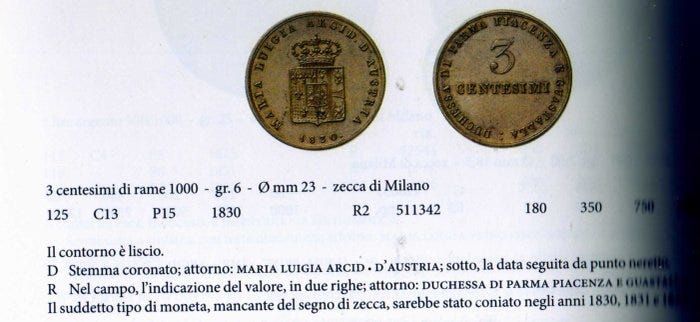 MARIA LUIGIA ARCID. D'AUSTRIA
1830.
DUCHESSA DI PARMA PIACENZA E GUASTALLA
3
CENTESIMI
3 centesimi di rame 1000 - gr. 6 - Ø mm 23 - zecca di Milano
125 C13 P15 1830 R2 511342 180 350 750
Il contorno è liscio.
D Stemma coronato; attorno: MARIA LUIGIA ARCID • D'AUSTRIA; sotto, la data seguita da punto
R Nel campo, l'indicazione del valore, in due righe; attorno: DUCHESSA DI PARMA PIACENZA E
Il suddetto tipo di moneta, mancante del segno di zecca, sarebbe stato coniato negli anni 1830, 1831 e